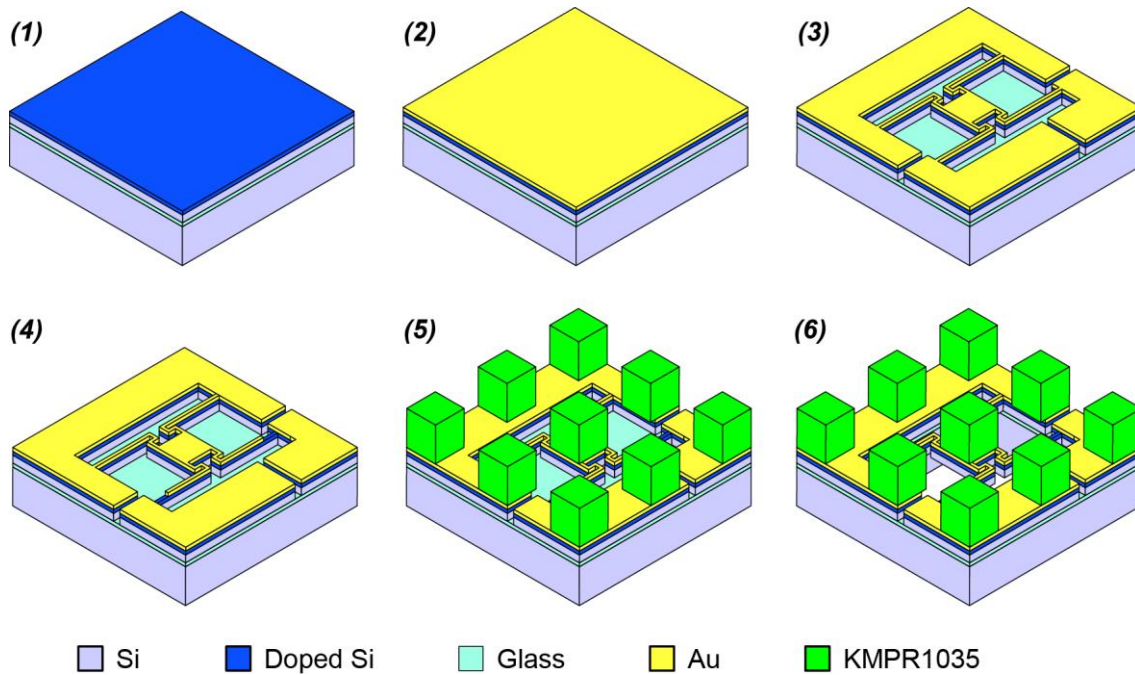 (1)
(2)
(3)
(4)
(5)
(6)
Si
Doped Si
Glass
Au
KMPR1035